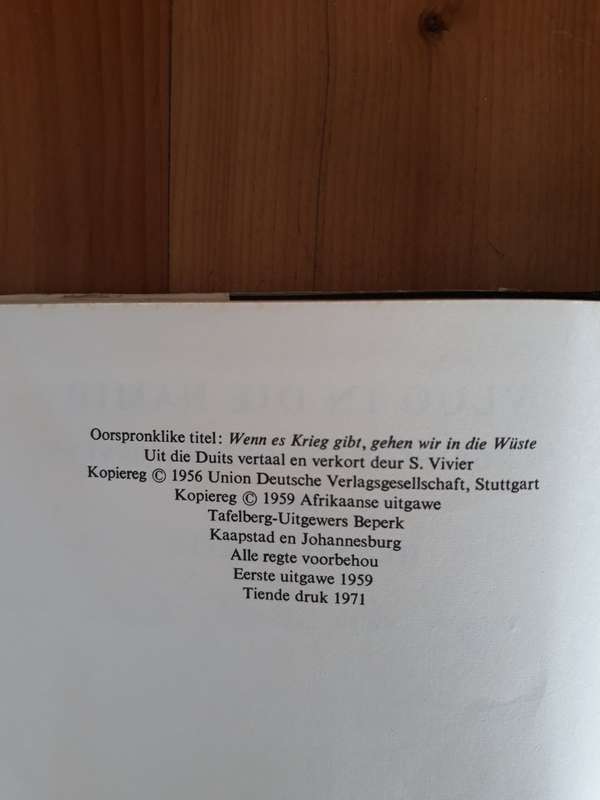 Oorspronklike titel: Wenn es Krieg gibt, gehen wir in die Wüste
Uit die Duits vertaal en verkort deur S. Vivier
Kopiereg © 1956 Union Deutsche Verlagsgesellschaft, Stuttgart
Kopiereg © 1959 Afrikaanse uitgawe
Tafelberg-Uitgewers Beperk
Kaapstad en Johannesburg
Alle regte voorbehou
Eerste uitgawe 1959
Tiende druk 1971